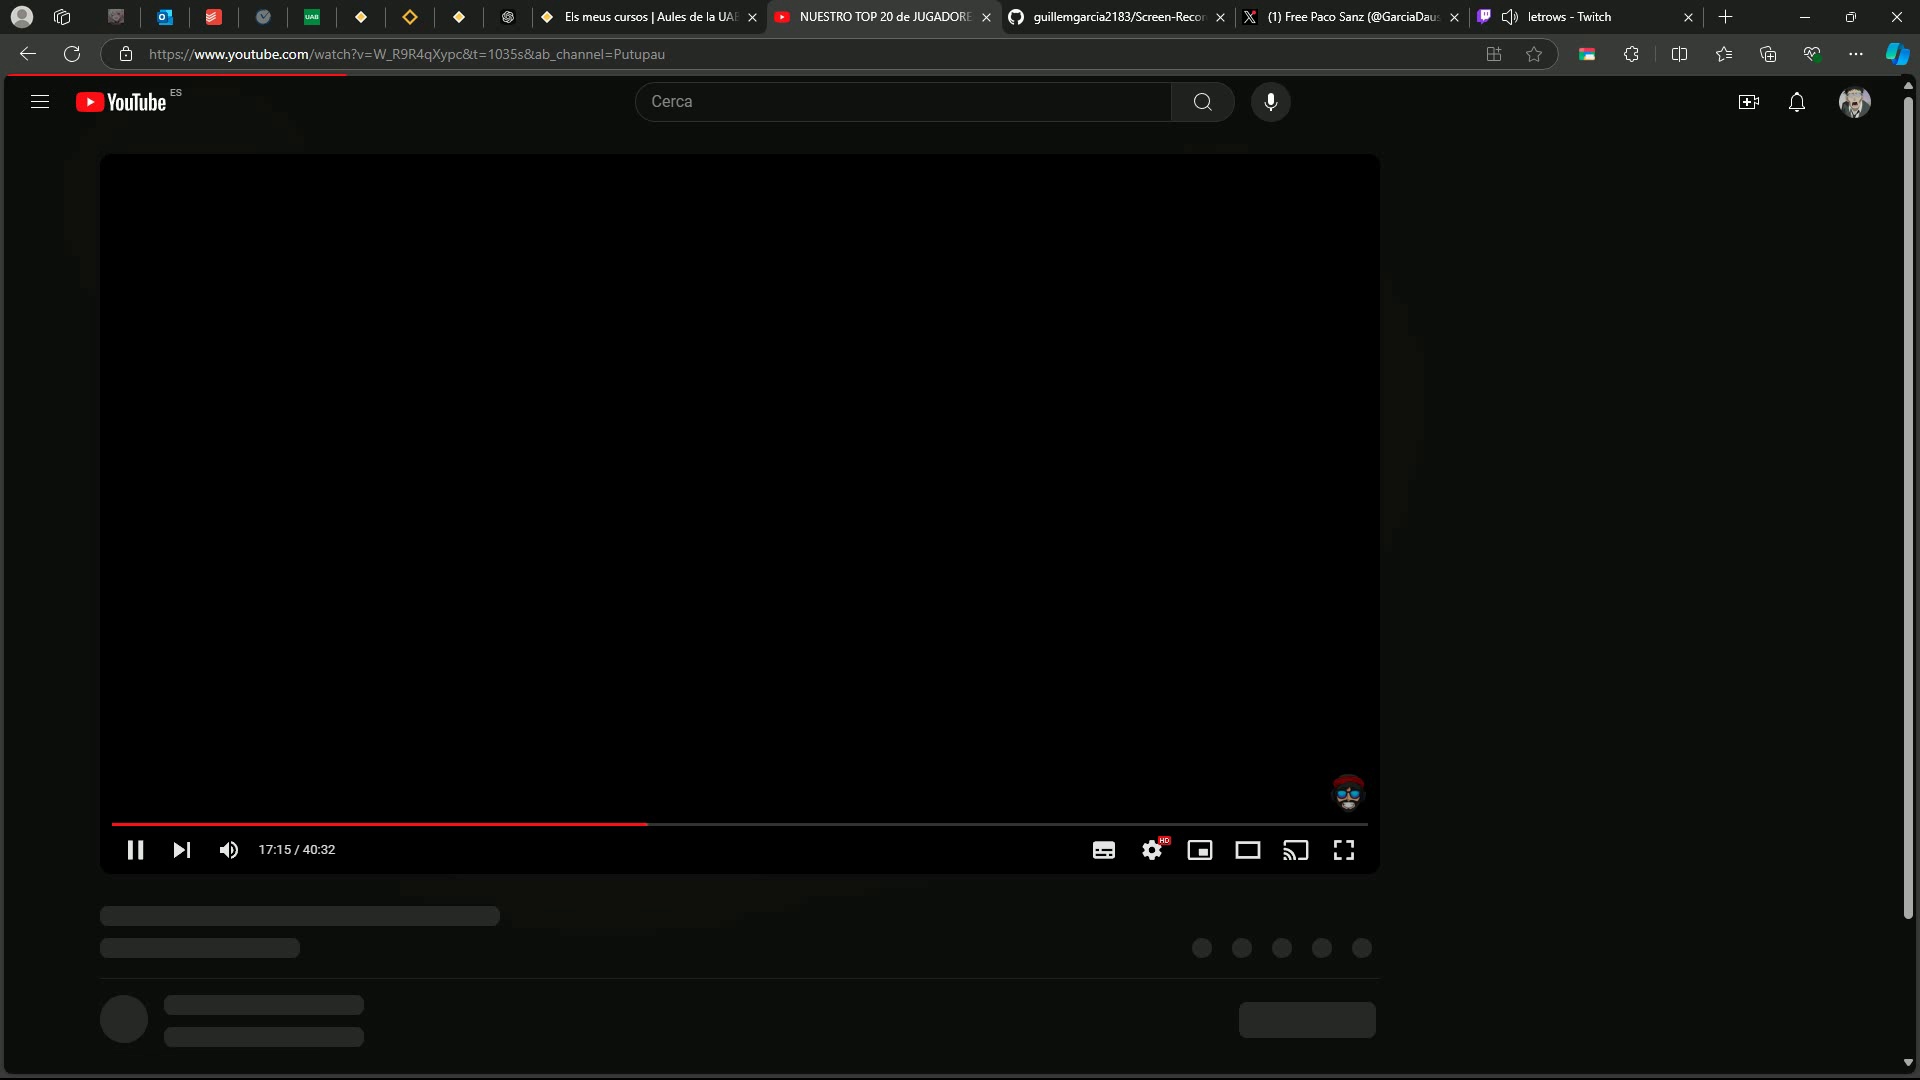 UAB
Els meus cursos | Aules de la UAB
NUESTRO TOP 20 de JUGADORE
guillemgarcia2183/Screen-Recor
(1) Free Paco Sanz (@GarciaDaus
letrows - Twitch
https://www.youtube.com/watch?v=W_R9R4qXypc&t=1035s&ab_channel=Putupau
YouTube ES
Cerca
17:15 / 40:32
HD